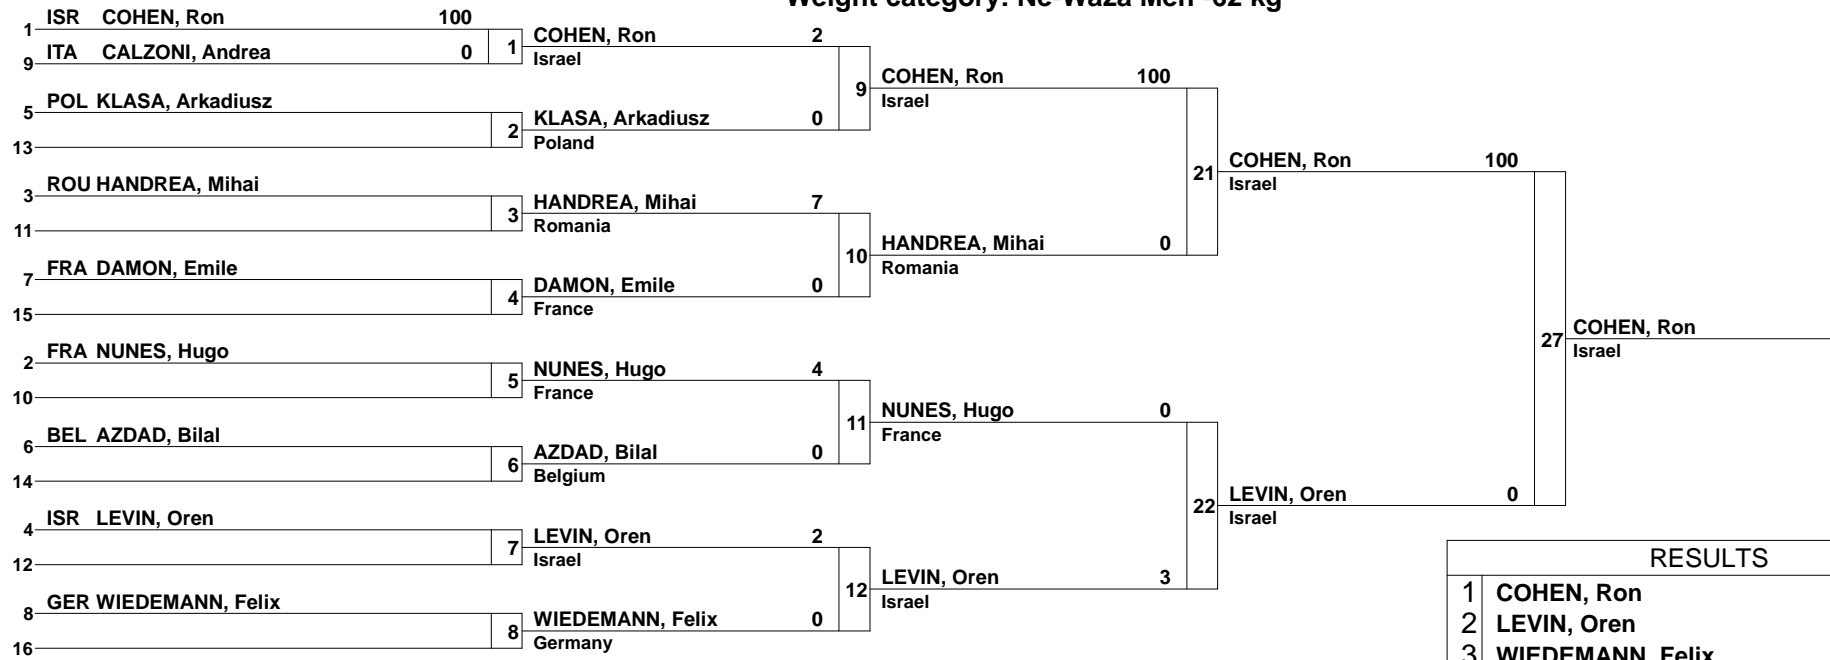 Weight category: Ne-Waza Men -62 kg
1 ISR COHEN, Ron 100
9 ITA CALZONI, Andrea 0
1
5 POL KLASA, Arkadiusz
13
2
3 ROU HANDREA, Mihai
11
3
7 FRA DAMON, Emile
15
4
2 FRA NUNES, Hugo
10
5
6 BEL AZDAD, Bilal
14
6
4 ISR LEVIN, Oren
12
7
8 GER WIEDEMANN, Felix
16
8
COHEN, Ron 2
Israel
9
KLASA, Arkadiusz 0
Poland
HANDREA, Mihai 7
Romania
10
DAMON, Emile 0
France
NUNES, Hugo 4
France
11
AZDAD, Bilal 0
Belgium
LEVIN, Oren 2
Israel
12
WIEDEMANN, Felix 0
Germany
COHEN, Ron 100
Israel
21
HANDREA, Mihai 0
Romania
NUNES, Hugo 0
France
22
LEVIN, Oren 3
Israel
COHEN, Ron 100
Israel
27
LEVIN, Oren 0
Israel
COHEN, Ron
Israel
RESULTS
1 COHEN, Ron
2 LEVIN, Oren
3 WIEDEMANN, Felix